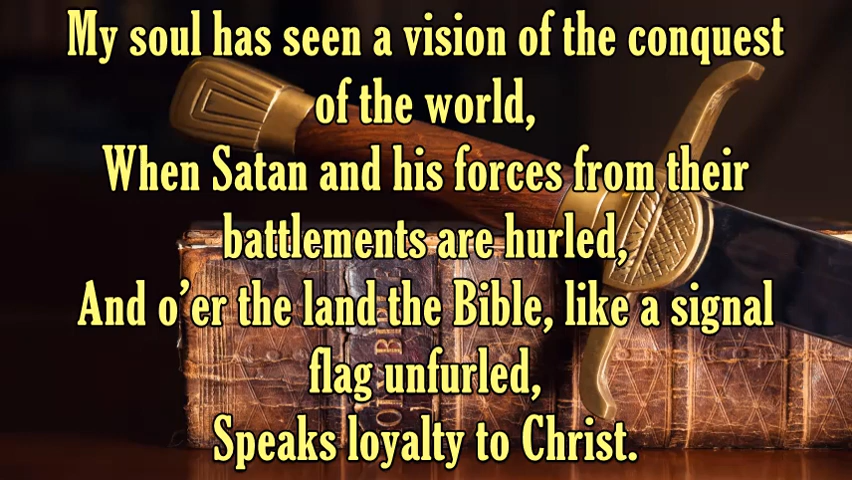 My soul has seen a vision of the conquest
of the world,
When Satan and his forces from their
battlements are hurled,
And o’er the land the Bible, like a signal
flag unfurled,
Speaks loyalty to Christ.